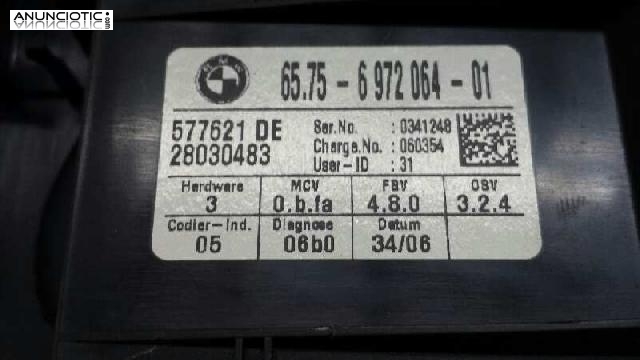 ANUNCIOTIC.es
BMW
65.75 - 6 972 064 - 01
577621 DE
28030483
Ser.No. : 0341248
Charge.No. : 060354
User-ID : 31
Hardware MCV FBV OSV
3 0.b.fa 4.8.0 3.2.4
Codier-Ind. Diagnose Datum
05 06b0 34/06